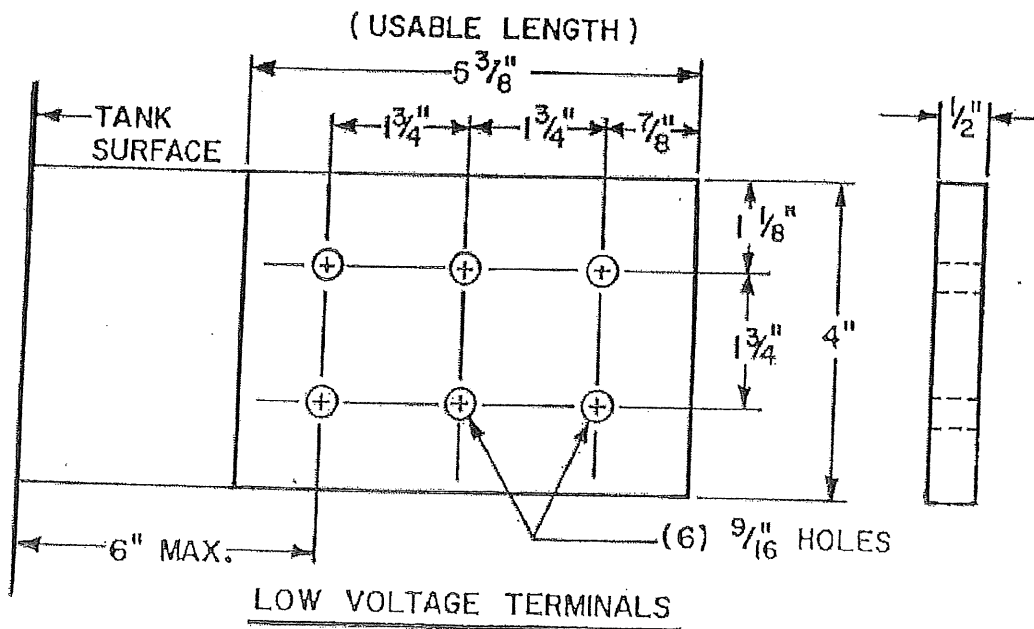 (USABLE LENGTH)
5 3/8"
TANK
SURFACE
1 3/4"
1 3/4"
7/8"
1/2"
1 1/8"
1 3/4"
4"
6" MAX.
(6) 9/16" HOLES
LOW VOLTAGE TERMINALS